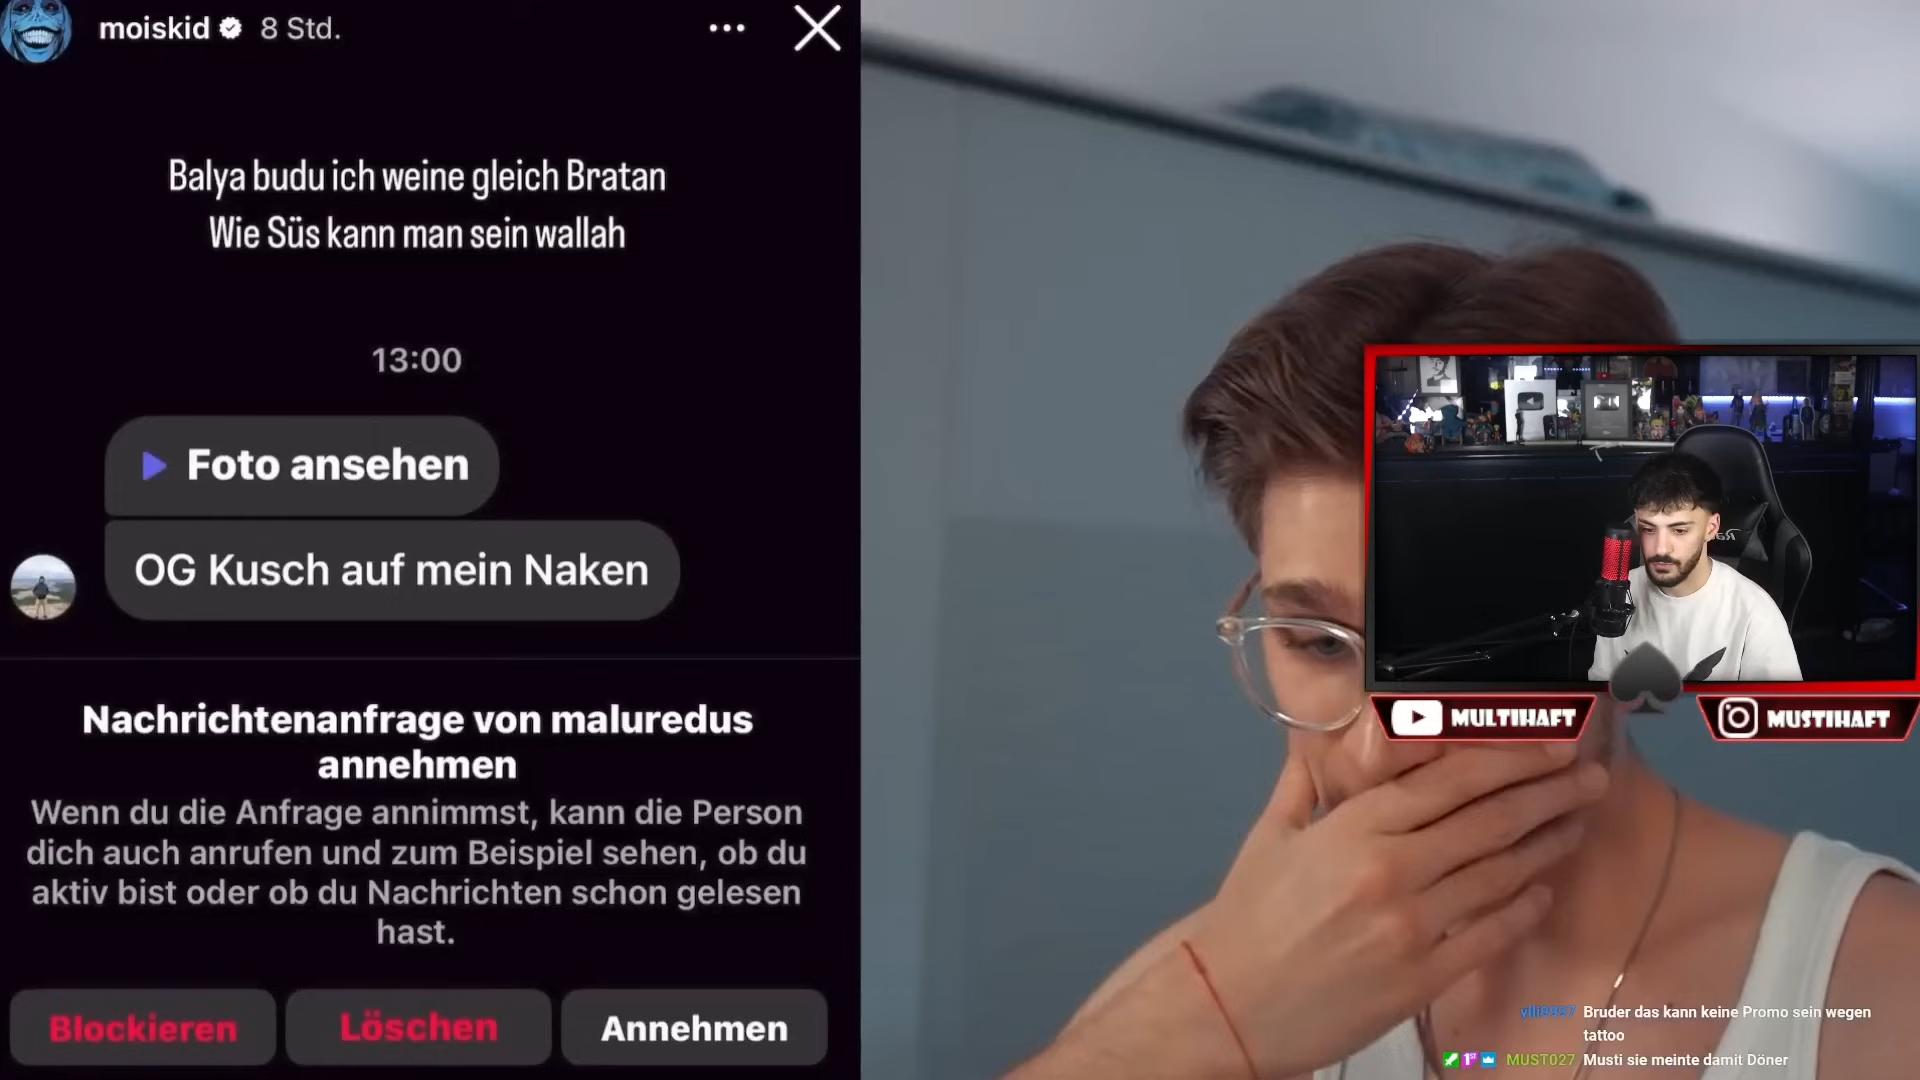 moiskid 8 Std.
Balya budu ich weine gleich Bratan
Wie Süs kann man sein wallah
13:00
Foto ansehen
OG Kusch auf mein Naken
Nachrichtenanfrage von maluredus
annehmen
Wenn du die Anfrage annimmst, kann die Person
dich auch anrufen und zum Beispiel sehen, ob du
aktiv bist oder ob du Nachrichten schon gelesen
hast.
Blockieren Löschen Annehmen
MULTIHAFT MUSTIHAFT
Bruder das kann keine Promo sein wegen
tattoo
MUST027 Musti sie meinte damit Döner